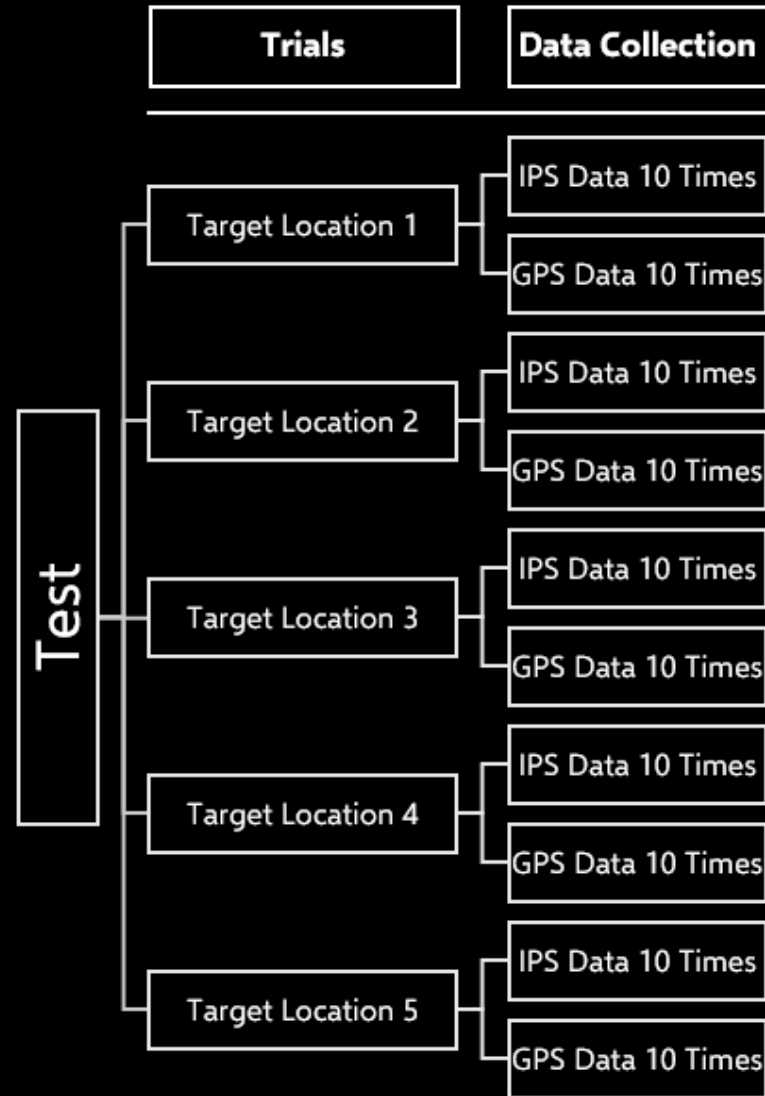 Trials
Data Collection
Test
Target Location 1
IPS Data 10 Times
GPS Data 10 Times
Target Location 2
IPS Data 10 Times
GPS Data 10 Times
Target Location 3
IPS Data 10 Times
GPS Data 10 Times
Target Location 4
IPS Data 10 Times
GPS Data 10 Times
Target Location 5
IPS Data 10 Times
GPS Data 10 Times